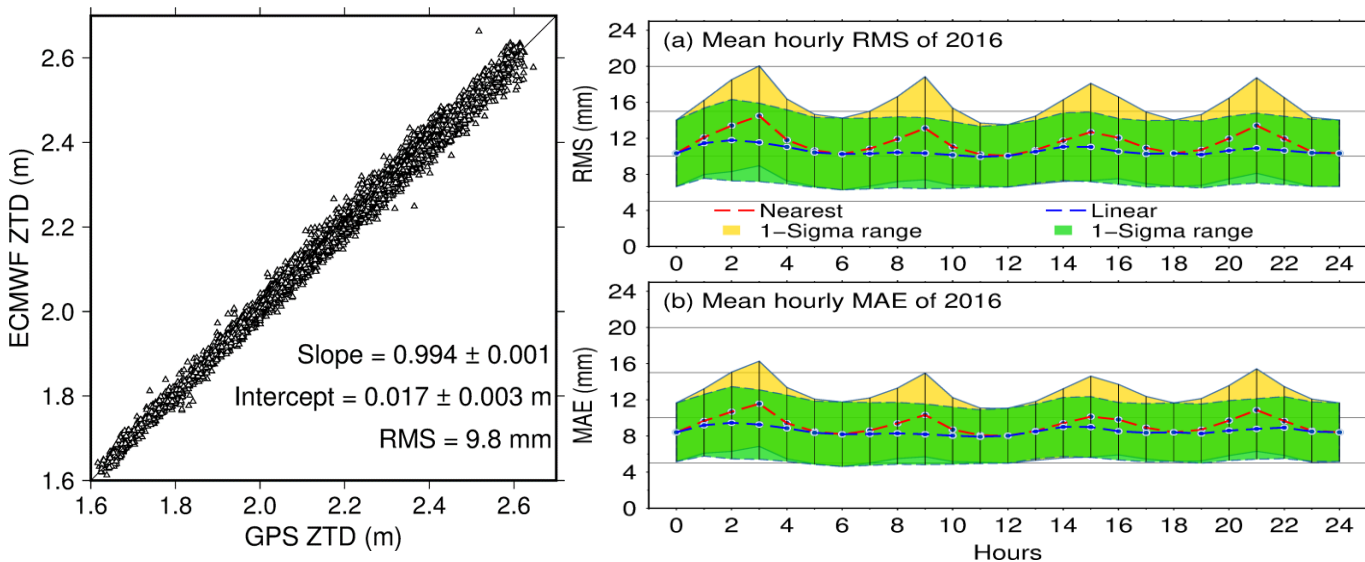 ECMWF ZTD (m)
2.6
2.4
2.2
2.0
1.8
1.6
Slope = 0.994 ± 0.001
Intercept = 0.017 ± 0.003 m
RMS = 9.8 mm
1.6 1.8 2.0 2.2 2.4 2.6
GPS ZTD (m)
(a) Mean hourly RMS of 2016
RMS (mm)
24
20
16
12
8
4
0
Nearest
1−Sigma range
Linear
1−Sigma range
0 2 4 6 8 10 12 14 16 18 20 22 24
(b) Mean hourly MAE of 2016
MAE (mm)
24
20
16
12
8
4
0
0 2 4 6 8 10 12 14 16 18 20 22 24
Hours